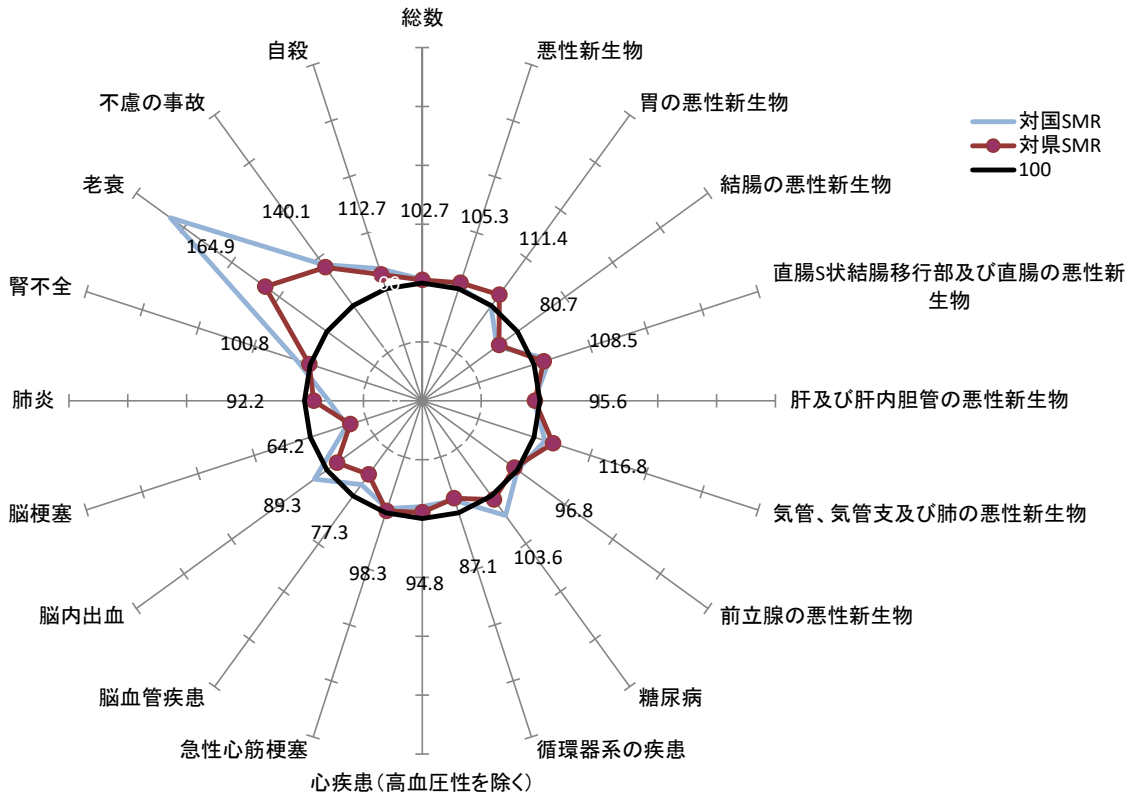 総数
自殺
悪性新生物
不慮の事故
胃の悪性新生物
対国SMR
対県SMR
100
老衰
結腸の悪性新生物
140.1
112.7
102.7
105.3
111.4
164.9
腎不全
直腸S状結腸移行部及び直腸の悪性新
生物
80.7
100.8
108.5
肺炎
92.2
95.6
肝及び肝内胆管の悪性新生物
64.2
116.8
脳梗塞
気管、気管支及び肺の悪性新生物
89.3
96.8
77.3
103.6
98.3
94.8
87.1
脳内出血
前立腺の悪性新生物
脳血管疾患
糖尿病
急性心筋梗塞
循環器系の疾患
心疾患(高血圧性を除く)